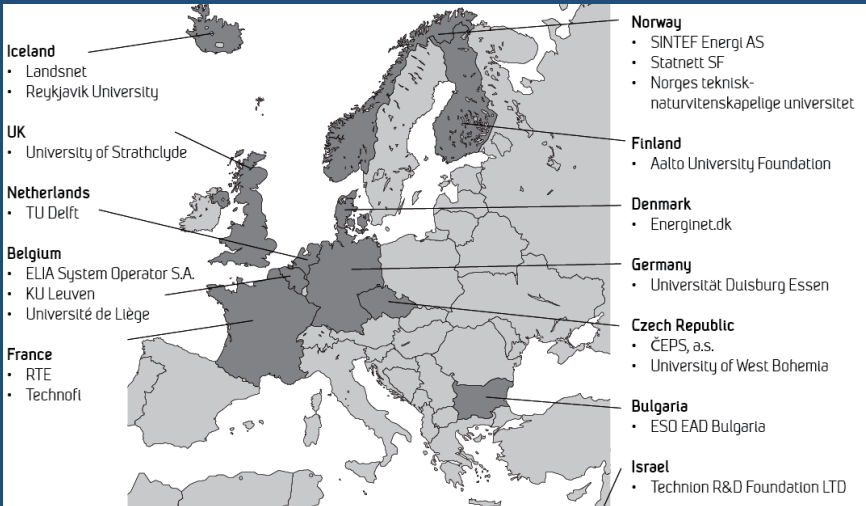 Iceland
• Landsnet
• Reykjavik University
UK
• University of Strathclyde
Netherlands
• TU Delft
Belgium
• ELIA System Operator S.A.
• KU Leuven
• Université de Liège
France
• RTE
• Technofi
Norway
• SINTEF Energi AS
• Statnett SF
• Norges teknisk-
naturvitenskapelige universitet
Finland
• Aalto University Foundation
Denmark
• Energinet.dk
Germany
• Universität Duisburg Essen
Czech Republic
• ČEPS, a.s.
• University of West Bohemia
Bulgaria
• ESO EAD Bulgaria
Israel
• Technion R&D Foundation LTD